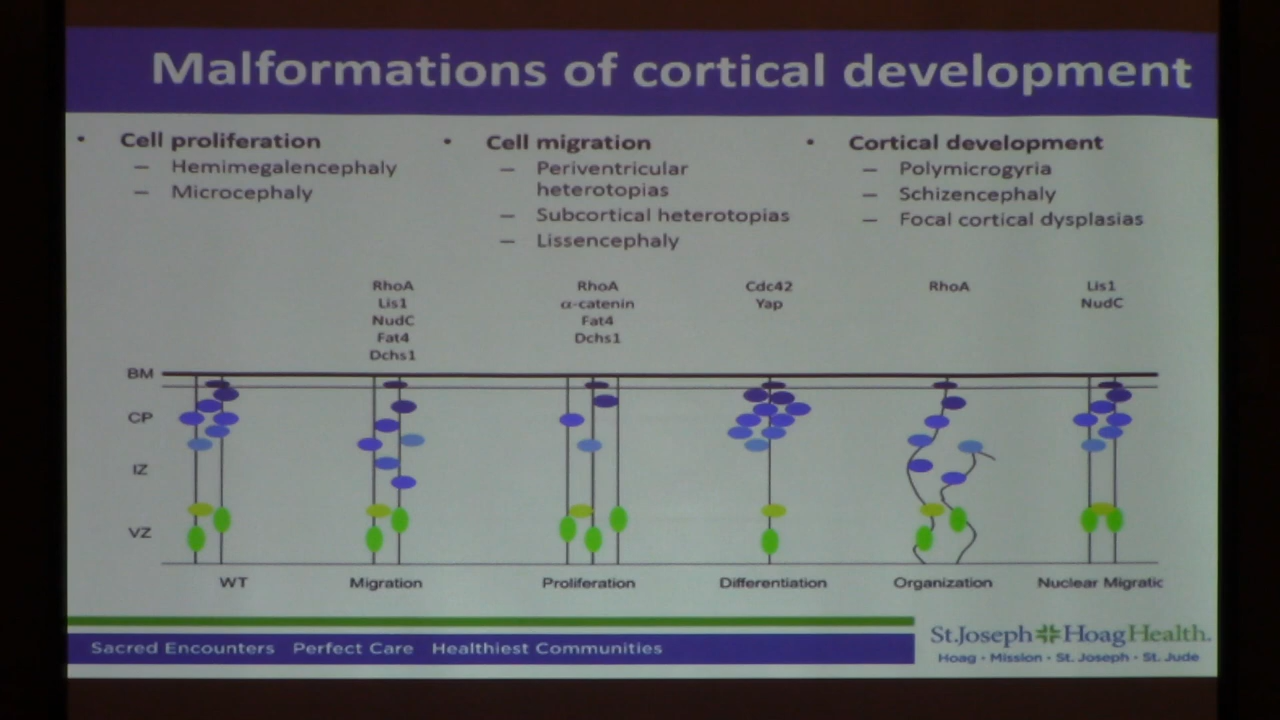 Malformations of cortical development
• Cell proliferation
– Hemimegalencephaly
– Microcephaly
• Cell migration
– Periventricular
heterotopias
– Subcortical heterotopias
– Lissencephaly
• Cortical development
– Polymicrogyria
– Schizencephaly
– Focal cortical dysplasias
RhoA
Lis1
NudC
Fat4
Dchs1
RhoA
α-catenin
Fat4
Dchs1
Cdc42
Yap
RhoA
Lis1
NudC
BM
CP
IZ
VZ
WT
Migration
Proliferation
Differentiation
Organization
Nuclear Migratic
Sacred Encounters Perfect Care Healthiest Communities
St.Joseph HoagHealth.
Hoag · Mission · St. Joseph · St. Jude